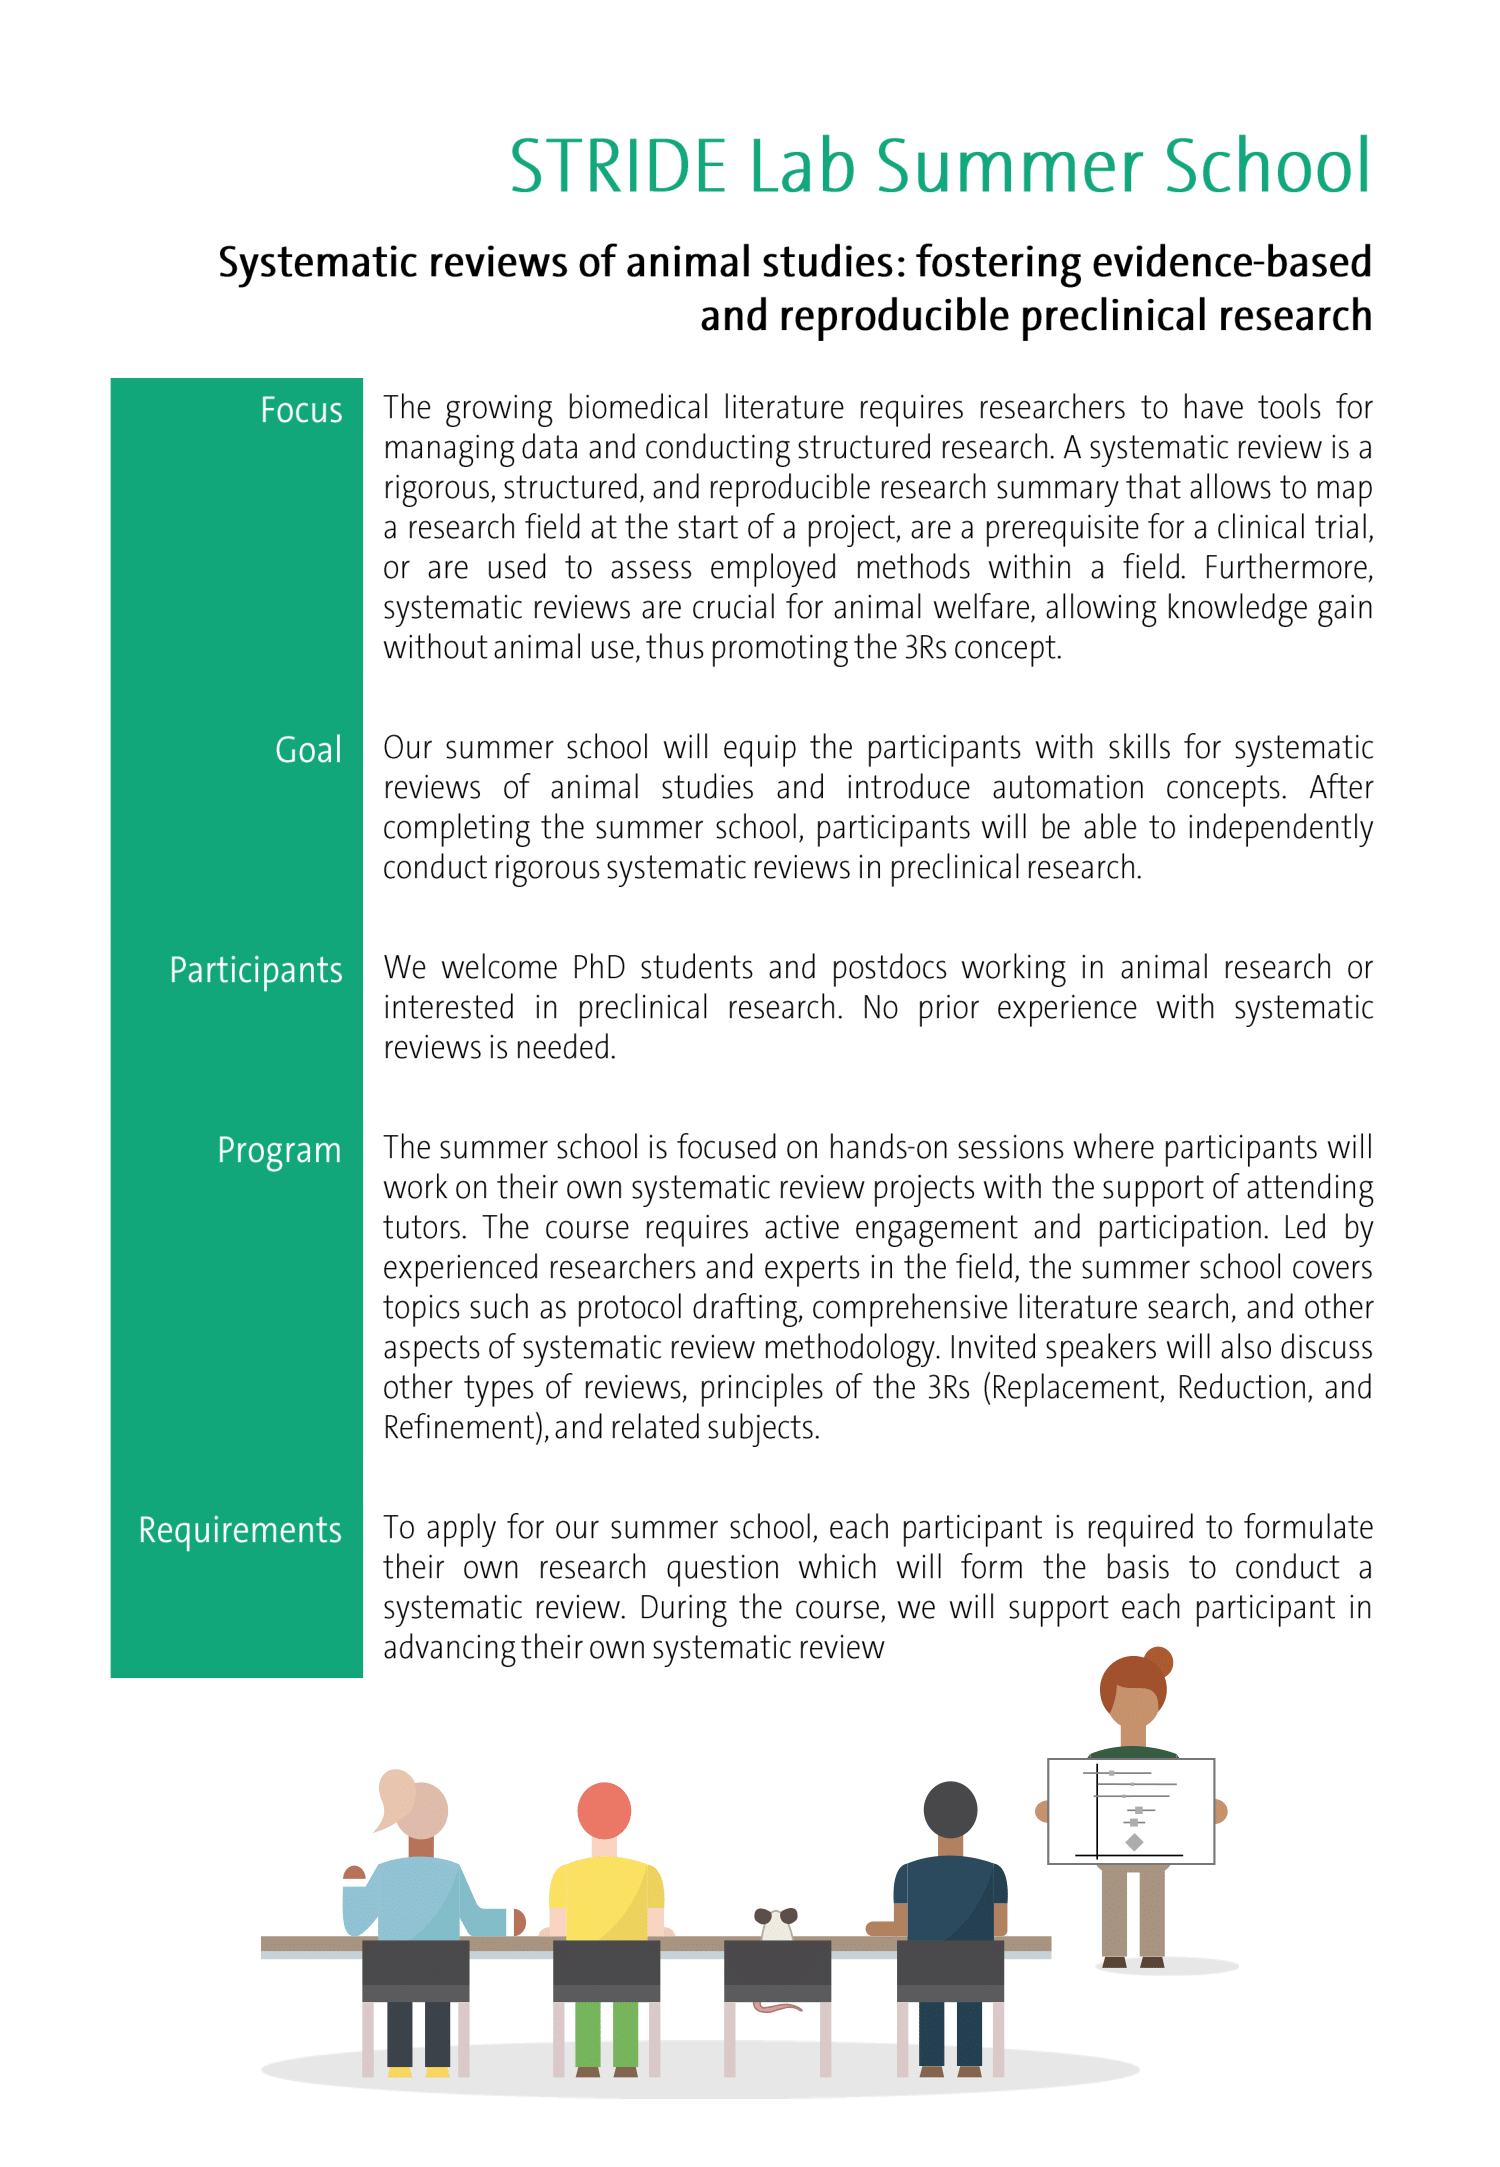 STRIDE Lab Summer School
Systematic reviews of animal studies: fostering evidence-based
and reproducible preclinical research
Focus
The growing biomedical literature requires researchers to have tools for
managing data and conducting structured research. A systematic review is a
rigorous, structured, and reproducible research summary that allows to map
a research field at the start of a project, are a prerequisite for a clinical trial,
or are used to assess employed methods within a field. Furthermore,
systematic reviews are crucial for animal welfare, allowing knowledge gain
without animal use, thus promoting the 3Rs concept.
Goal
Our summer school will equip the participants with skills for systematic
reviews of animal studies and introduce automation concepts. After
completing the summer school, participants will be able to independently
conduct rigorous systematic reviews in preclinical research.
Participants
We welcome PhD students and postdocs working in animal research or
interested in preclinical research. No prior experience with systematic
reviews is needed.
Program
The summer school is focused on hands-on sessions where participants will
work on their own systematic review projects with the support of attending
tutors. The course requires active engagement and participation. Led by
experienced researchers and experts in the field, the summer school covers
topics such as protocol drafting, comprehensive literature search, and other
aspects of systematic review methodology. Invited speakers will also discuss
other types of reviews, principles of the 3Rs (Replacement, Reduction, and
Refinement), and related subjects.
Requirements
To apply for our summer school, each participant is required to formulate
their own research question which will form the basis to conduct a
systematic review. During the course, we will support each participant in
advancing their own systematic review